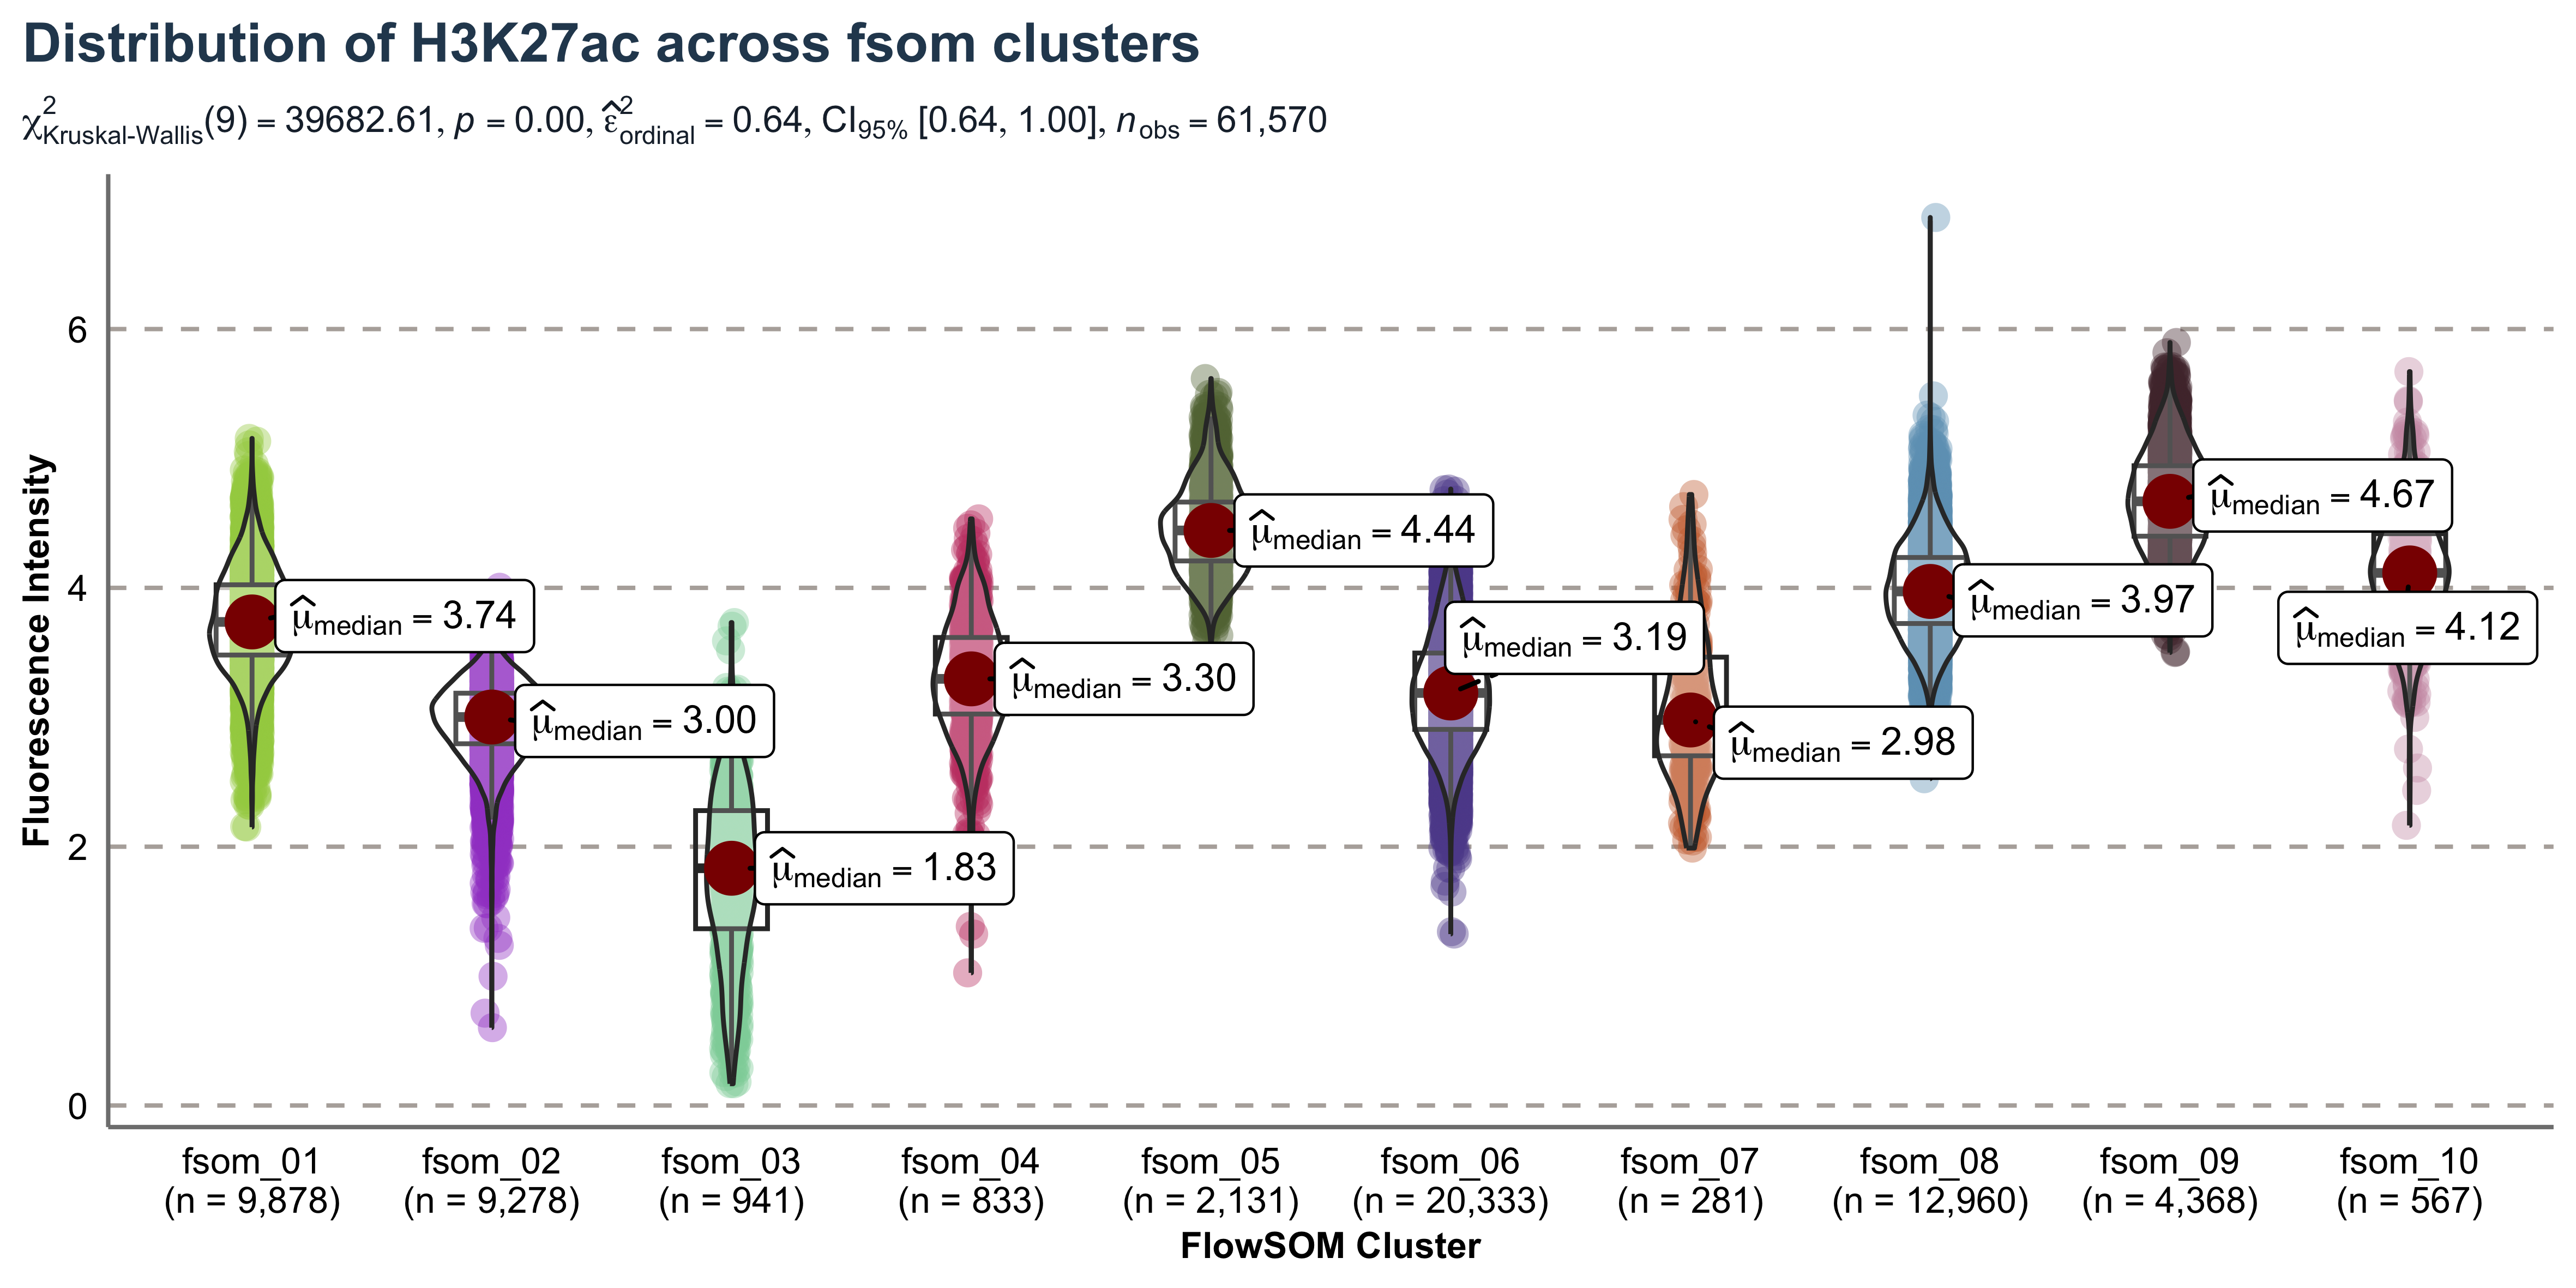 Distribution of H3K27ac across fsom clusters
χ²Kruskal-Wallis(9) = 39682.61, p = 0.00, ε̂²ordinal = 0.64, CI95% [0.64, 1.00], nobs = 61,570
Fluorescence Intensity
6
4
2
0
μ̂median = 3.74
μ̂median = 3.00
μ̂median = 1.83
μ̂median = 3.30
μ̂median = 4.44
μ̂median = 3.19
μ̂median = 2.98
μ̂median = 3.97
μ̂median = 4.67
μ̂median = 4.12
fsom_01 fsom_02 fsom_03 fsom_04 fsom_05 fsom_06 fsom_07 fsom_08 fsom_09 fsom_10
(n = 9,878) (n = 9,278) (n = 941) (n = 833) (n = 2,131) (n = 20,333) (n = 281) (n = 12,960) (n = 4,368) (n = 567)
FlowSOM Cluster